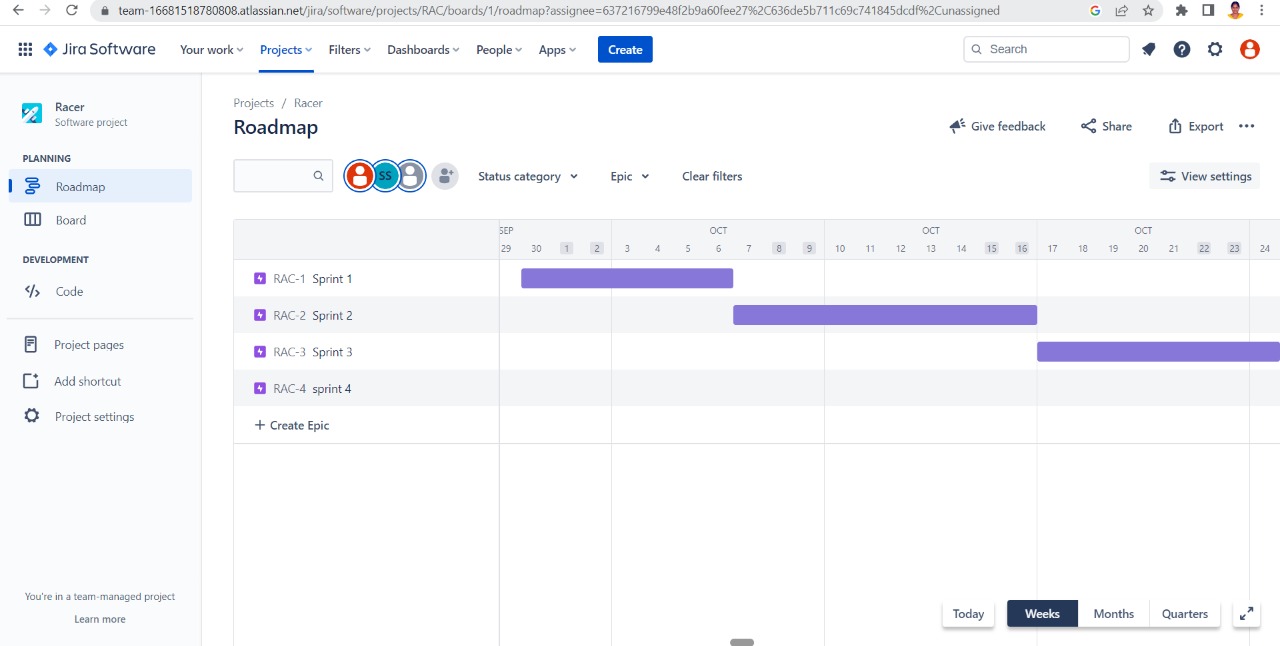 team-16681518780808.atlassian.net/jira/software/projects/RAC/boards/1/roadmap?assignee=637216799e48f2b9a60fee27%2C636de5b711c69c741845dcdf%2Cunassigned
Jira Software Your work Projects Filters Dashboards People Apps Create Search
Racer
Software project
PLANNING
Roadmap
Board
DEVELOPMENT
Code
Project pages
Add shortcut
Project settings
You're in a team-managed project
Learn more
Projects / Racer
Roadmap
Give feedback Share Export
SS Status category Epic Clear filters View settings
SEP OCT OCT OCT
29 30 1 2 3 4 5 6 7 8 9 10 11 12 13 14 15 16 17 18 19 20 21 22 23 24
RAC-1 Sprint 1
RAC-2 Sprint 2
RAC-3 Sprint 3
RAC-4 sprint 4
+ Create Epic
Today Weeks Months Quarters